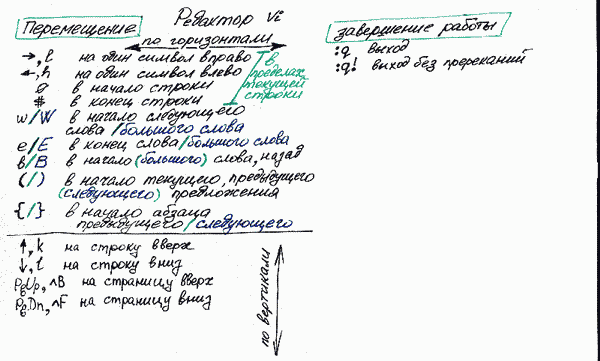 Редактор Vi
Перемещение
по горизонтали
→, l на один символ вправо
←, h на один символ влево
0 в начало строки
# в конец строки
в пределах текущей строки
w/W в начало следующего
слова /большого слова
e/E в конец слова/большого слова
b/B в начало (большого) слова, назад
(/) в начало текущего, предыдущего
(следующего) предложения
{/} в начало абзаца
предыдущего/следующего
↑, k на строку вверх
↓, l на строку вниз
PgUp, ^B на страницу вверх
PgDn, ^F на страницу вниз
по вертикали
завершение работы
:q выход
:q! выход без пререканий